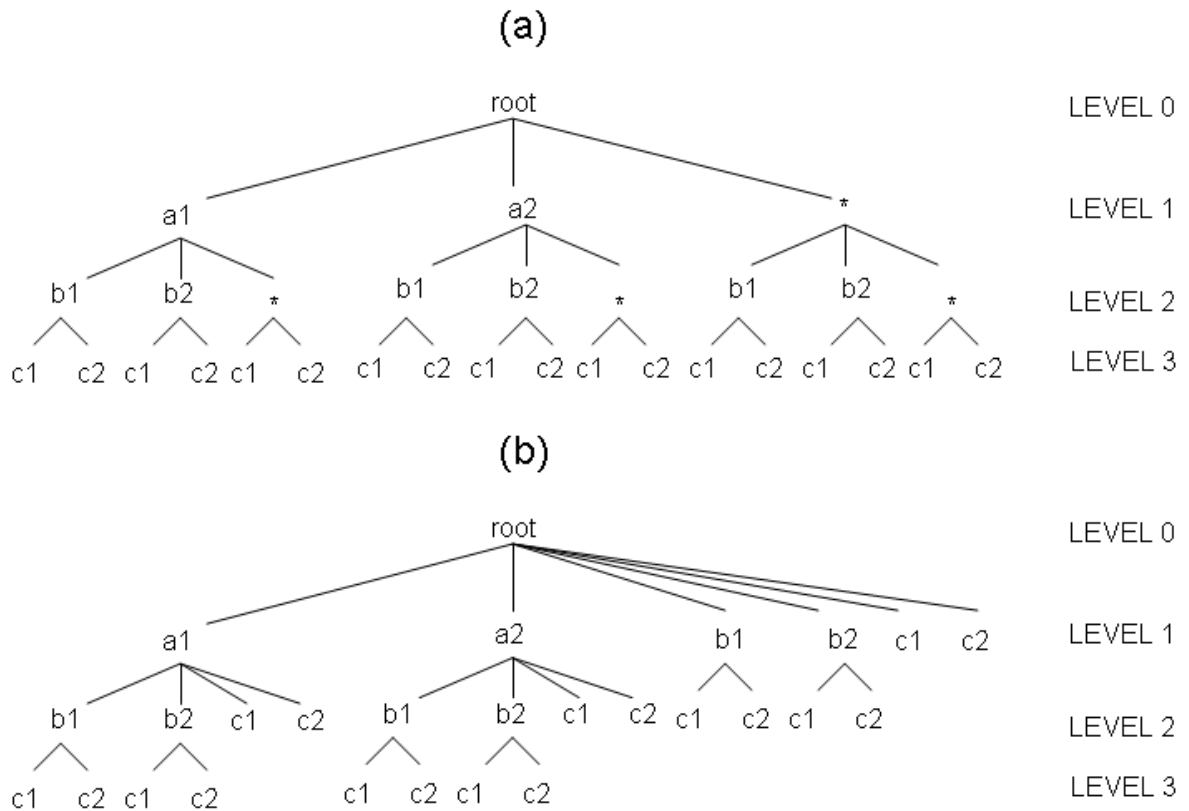 (a)
root LEVEL 0
a1 a2 * LEVEL 1
b1 b2 * b1 b2 * b1 b2 * LEVEL 2
c1 c2 c1 c2 c1 c2 c1 c2 c1 c2 c1 c2 c1 c2 c1 c2 c1 c2 LEVEL 3
(b)
root LEVEL 0
a1 a2 b1 b2 c1 c2 LEVEL 1
b1 b2 c1 c2 b1 b2 c1 c2 c1 c2 c1 c2 LEVEL 2
c1 c2 c1 c2 c1 c2 c1 c2 LEVEL 3